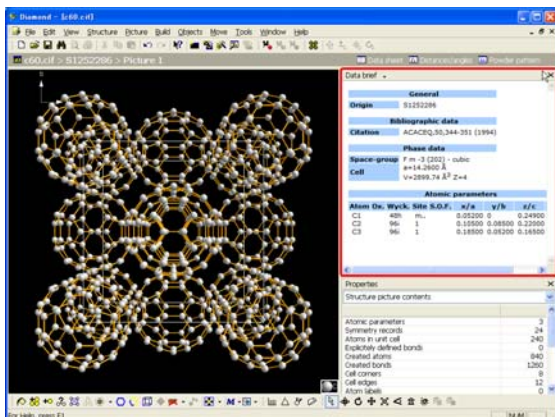 Diamond - [c60.cif]
File Edit View Structure Picture Build Objects Move Tools Window Help
c60.cif > S1252286 > Picture 1
Data sheet Distances/angles Powder pattern
Data brief
General
Origin S1252286
Bibliographic data
Citation ACACEQ,50,344-351 (1994)
Phase data
Space-group F m -3 (202) - cubic
Cell a=14.2600 Å
V=2899.74 Å³ Z=4
Atomic parameters
Atom Ox. Wyck. Site S.O.F. x/a y/b z/c
C1 48h m.. 0.05200 0 0.24900
C2 96i 1 0.10500 0.08500 0.22000
C3 96i 1 0.18500 0.05200 0.16500
Properties
Structure picture contents
Atomic parameters 3
Symmetry records 24
Atoms in unit cell 240
Explicitely defined bonds 0
Created atoms 840
Created bonds 1260
Cell corners 8
Cell edges 12
Atom labels 0
For Help, press F1
NUM